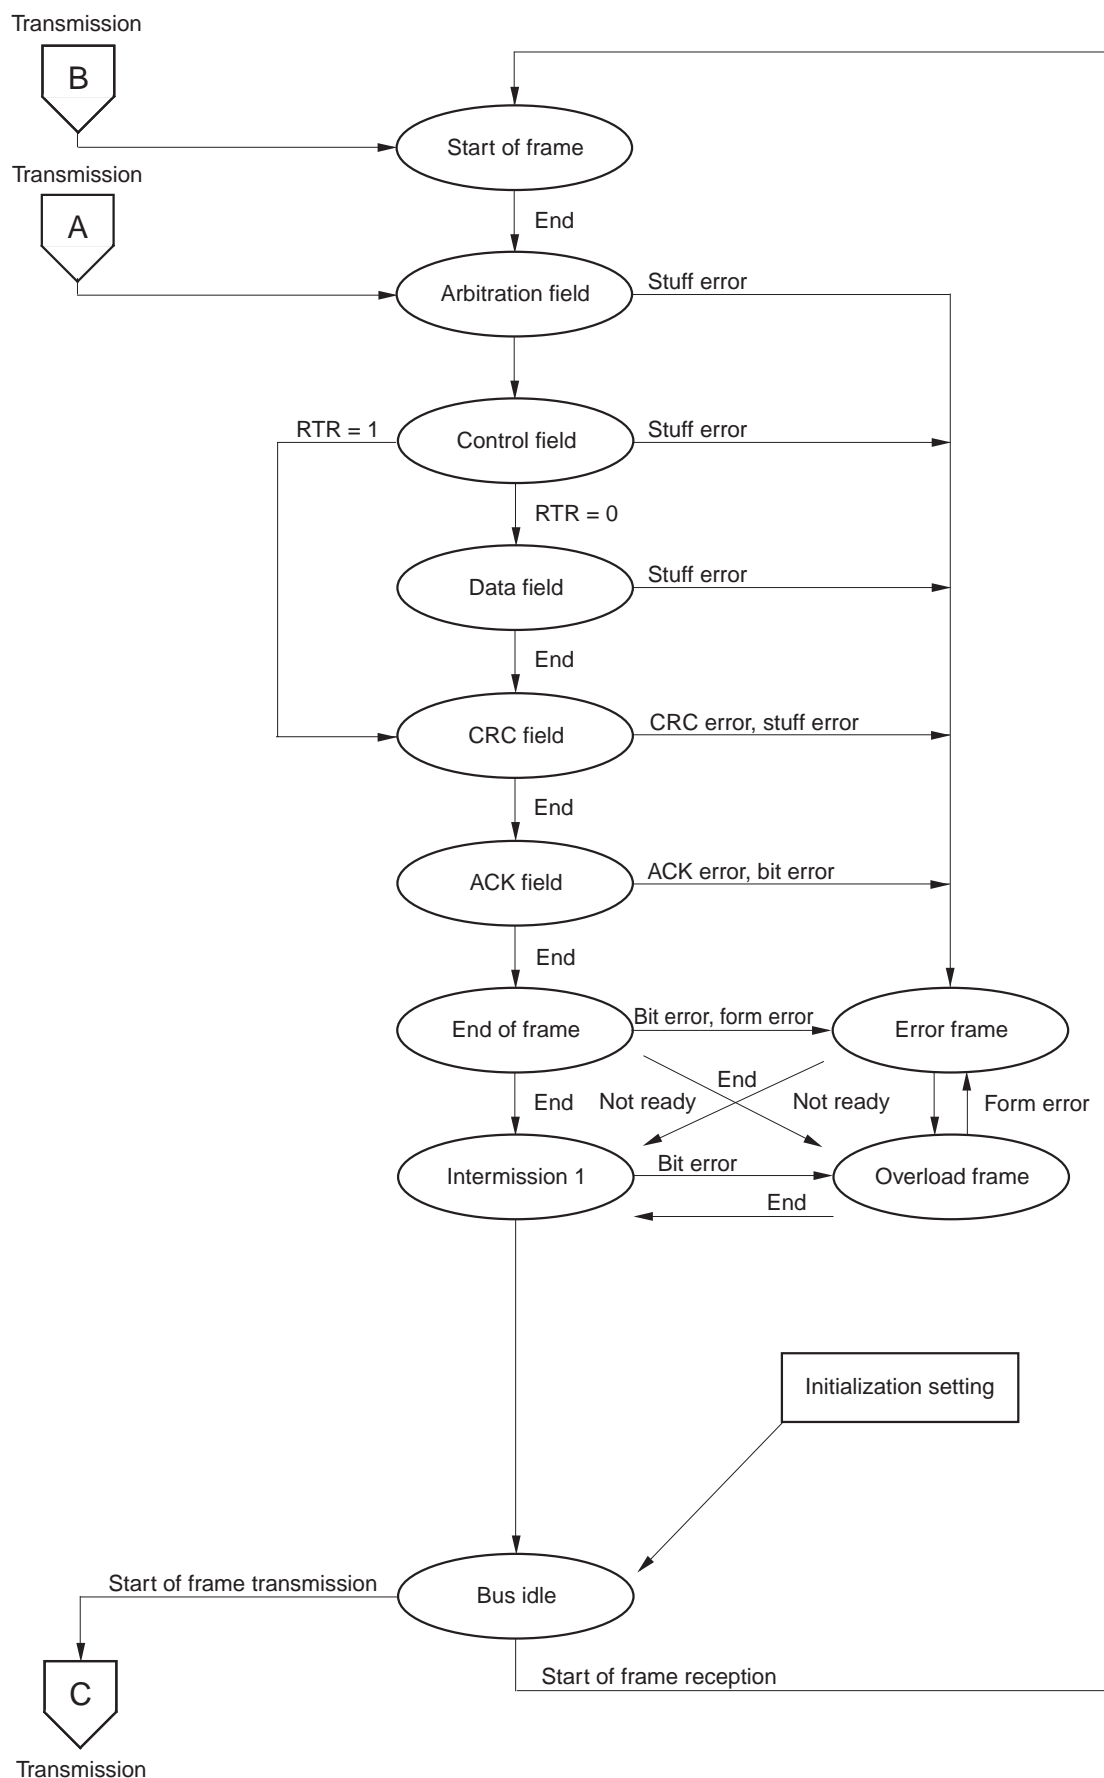 Transmission
B
Start of frame
Transmission
End
A
Arbitration field
Stuff error
RTR = 1
Control field
Stuff error
RTR = 0
Data field
Stuff error
End
CRC field
CRC error, stuff error
End
ACK field
ACK error, bit error
End
End of frame
Bit error, form error
Error frame
End
End
Not ready
Not ready
Form error
Intermission 1
Bit error
Overload frame
End
Initialization setting
Start of frame transmission
Bus idle
Start of frame reception
C
Transmission